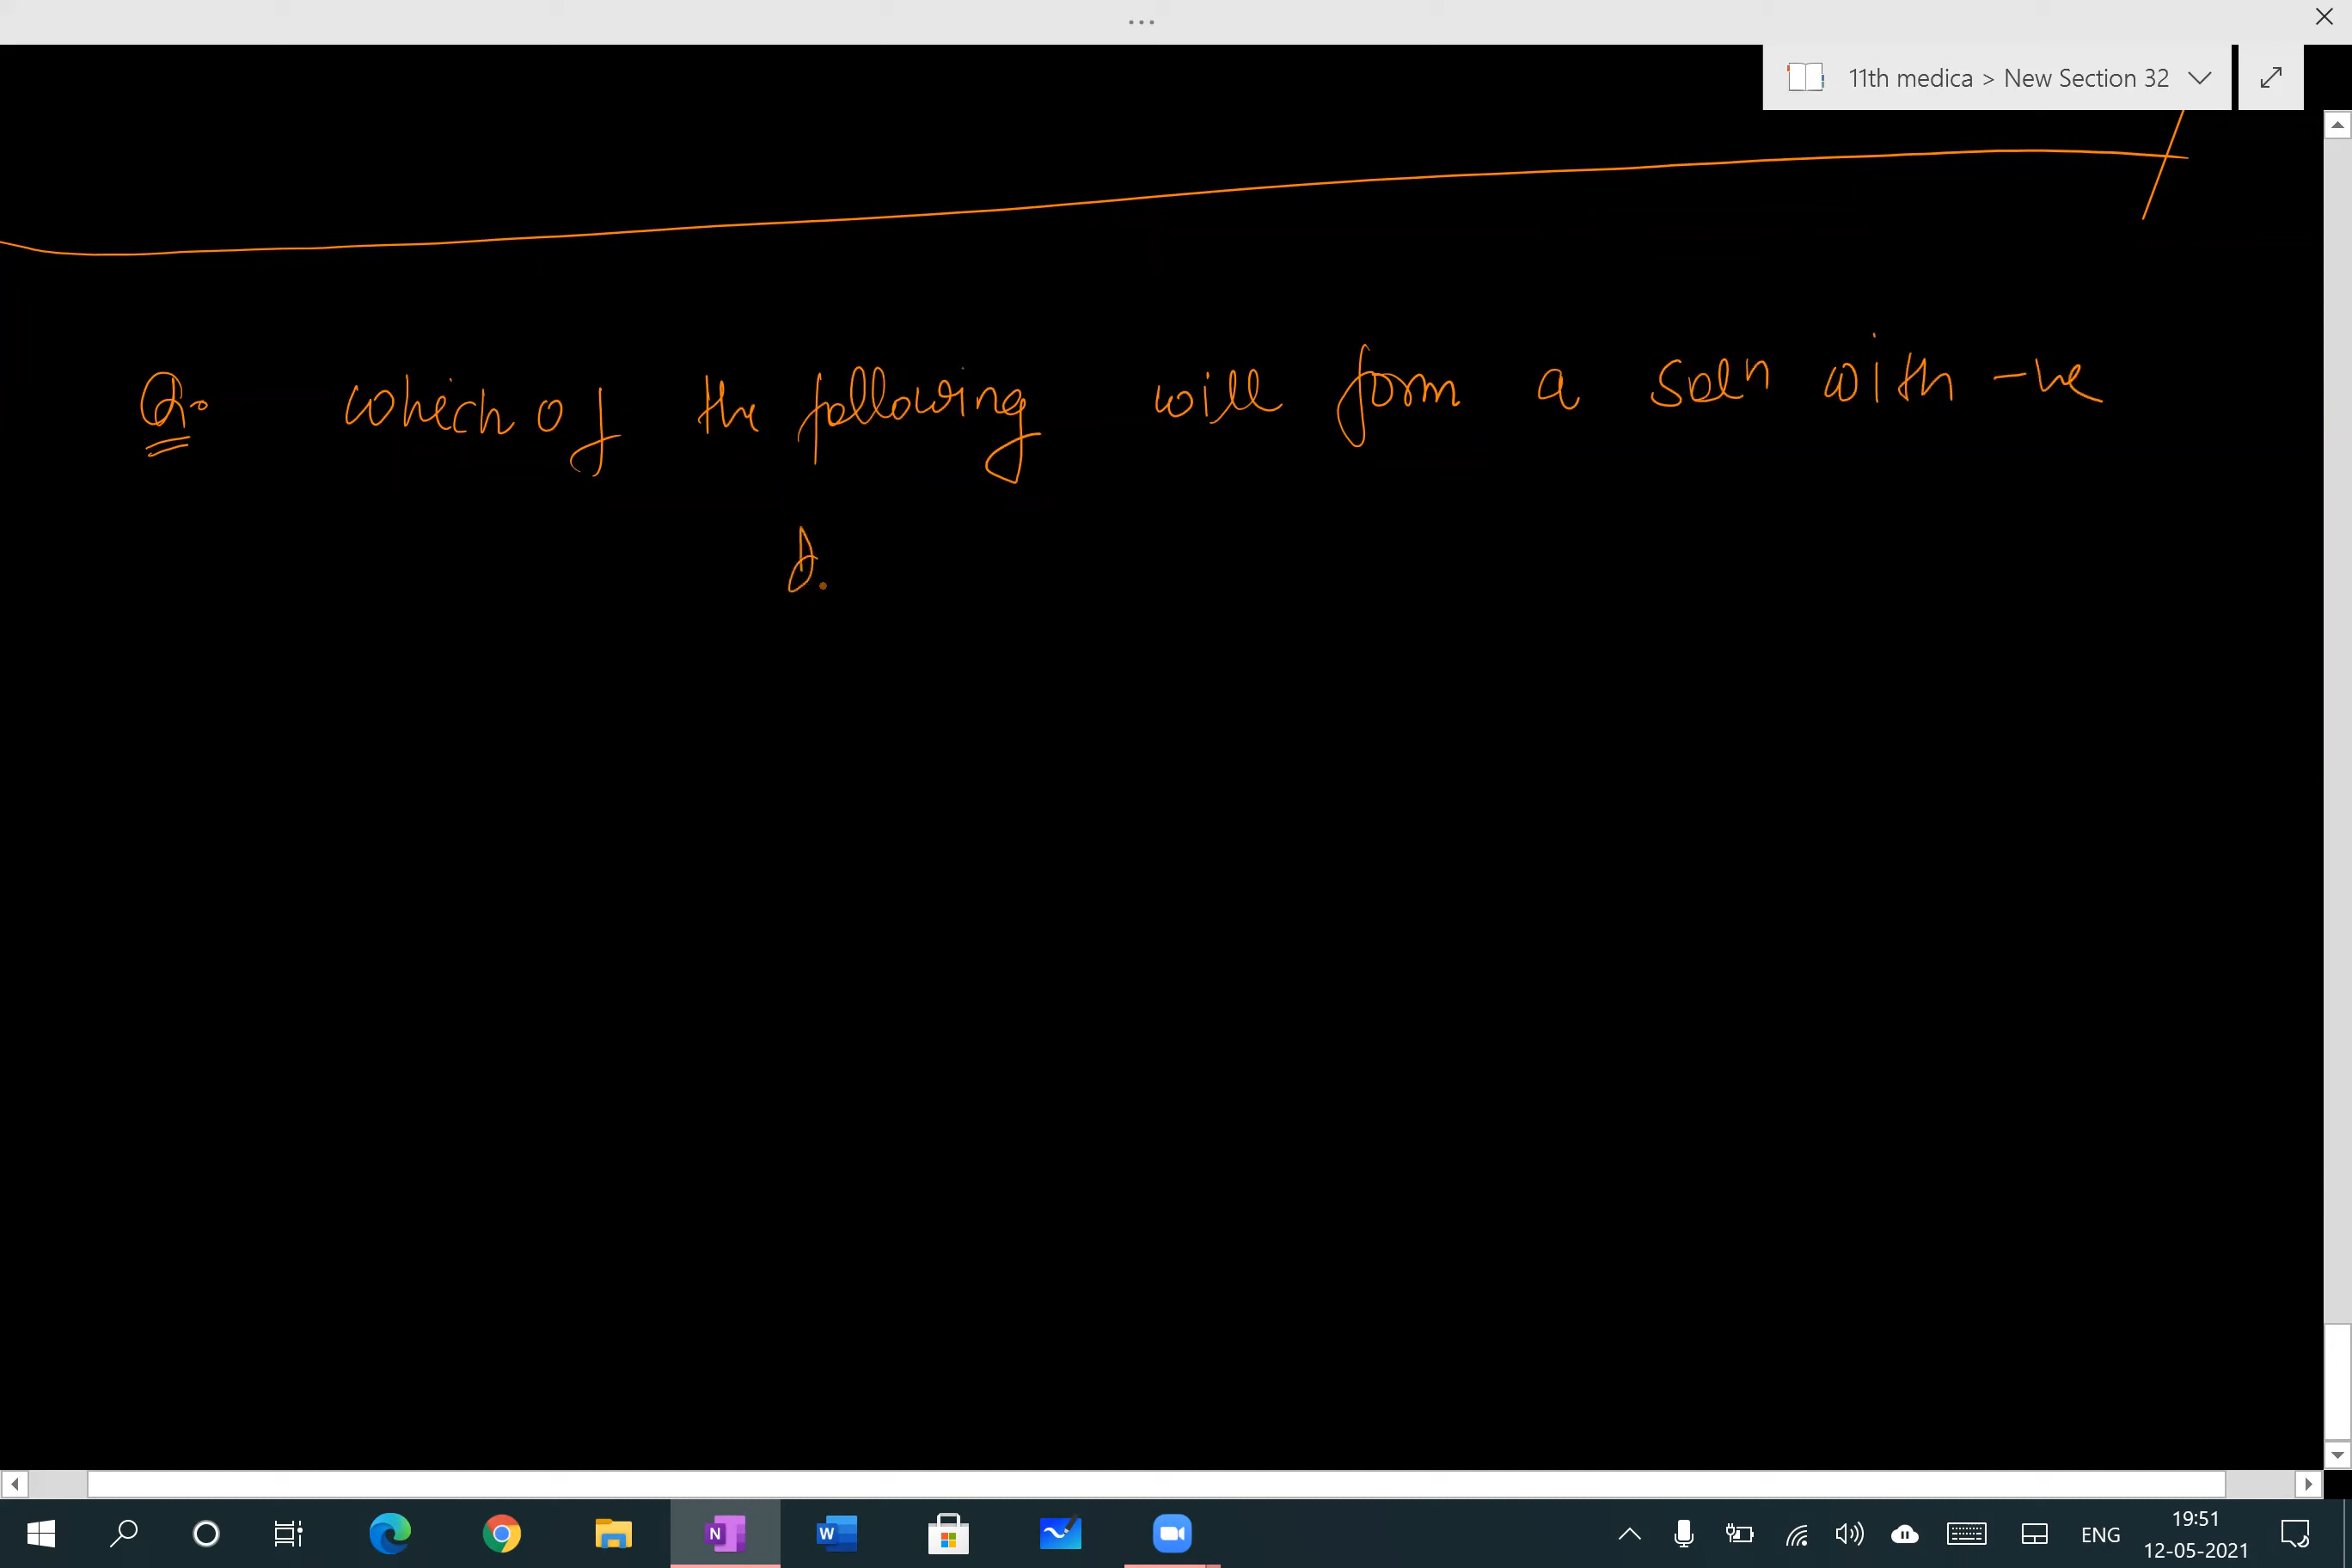 11th medica > New Section 32
Q. which of the following will form a soln with -ve
ENG
19:51
12-05-2021